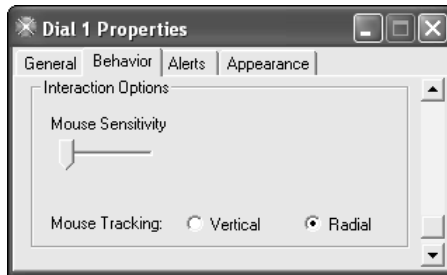 Dial 1 Properties
General Behavior Alerts Appearance
Interaction Options
Mouse Sensitivity
Mouse Tracking: Vertical Radial